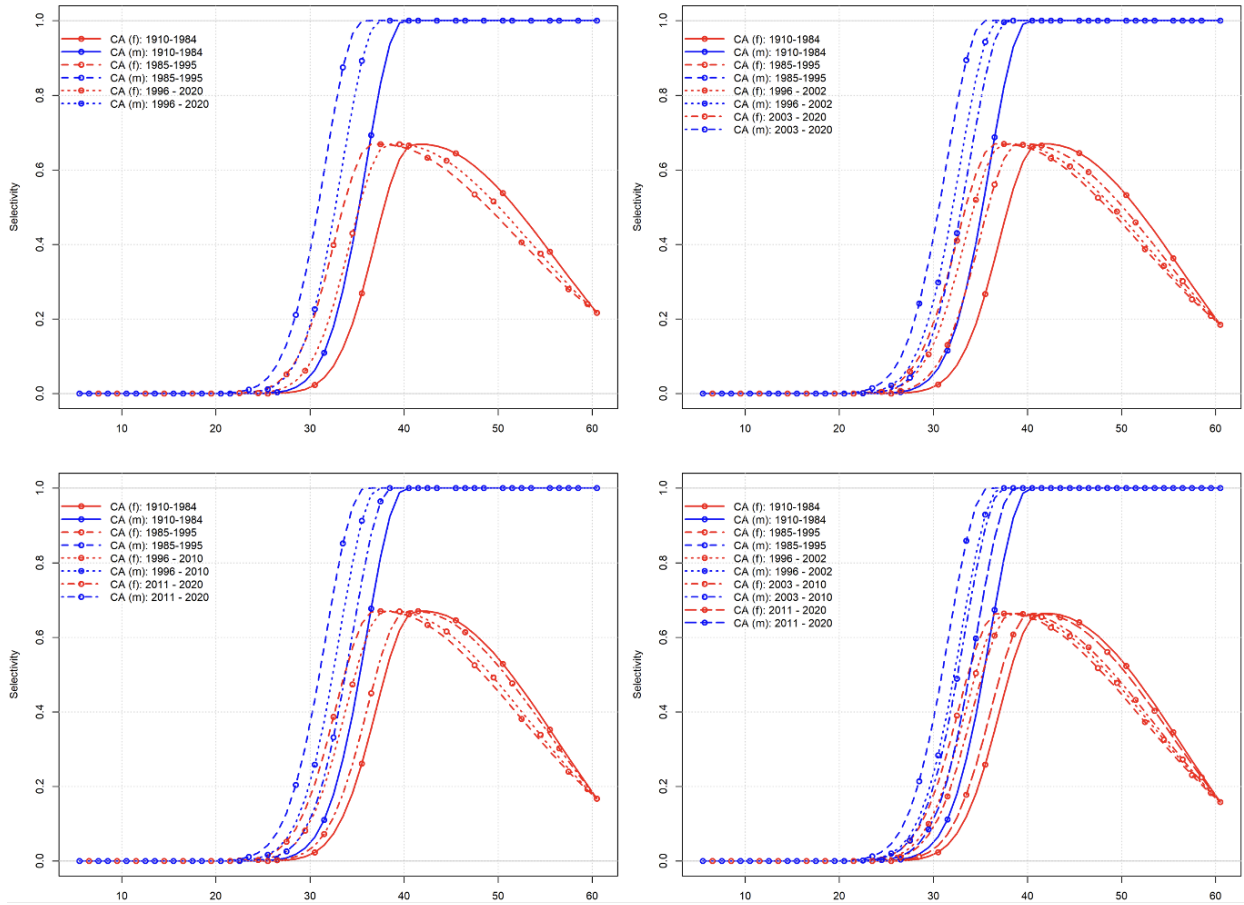 CA (f): 1910-1984
CA (m): 1910-1984
CA (f): 1985-1995
CA (m): 1985-1995
CA (f): 1996 - 2020
CA (m): 1996 - 2020
Selectivity
0.0 0.2 0.4 0.6 0.8 1.0
10 20 30 40 50 60
CA (f): 1910-1984
CA (m): 1910-1984
CA (f): 1985-1995
CA (m): 1985-1995
CA (f): 1996 - 2002
CA (m): 1996 - 2002
CA (f): 2003 - 2020
CA (m): 2003 - 2020
Selectivity
0.0 0.2 0.4 0.6 0.8 1.0
10 20 30 40 50 60
CA (f): 1910-1984
CA (m): 1910-1984
CA (f): 1985-1995
CA (m): 1985-1995
CA (f): 1996 - 2010
CA (m): 1996 - 2010
CA (f): 2011 - 2020
CA (m): 2011 - 2020
Selectivity
0.0 0.2 0.4 0.6 0.8 1.0
10 20 30 40 50 60
CA (f): 1910-1984
CA (m): 1910-1984
CA (f): 1985-1995
CA (m): 1985-1995
CA (f): 1996 - 2002
CA (m): 1996 - 2002
CA (f): 2003 - 2010
CA (m): 2003 - 2010
CA (f): 2011 - 2020
CA (m): 2011 - 2020
Selectivity
0.0 0.2 0.4 0.6 0.8 1.0
10 20 30 40 50 60